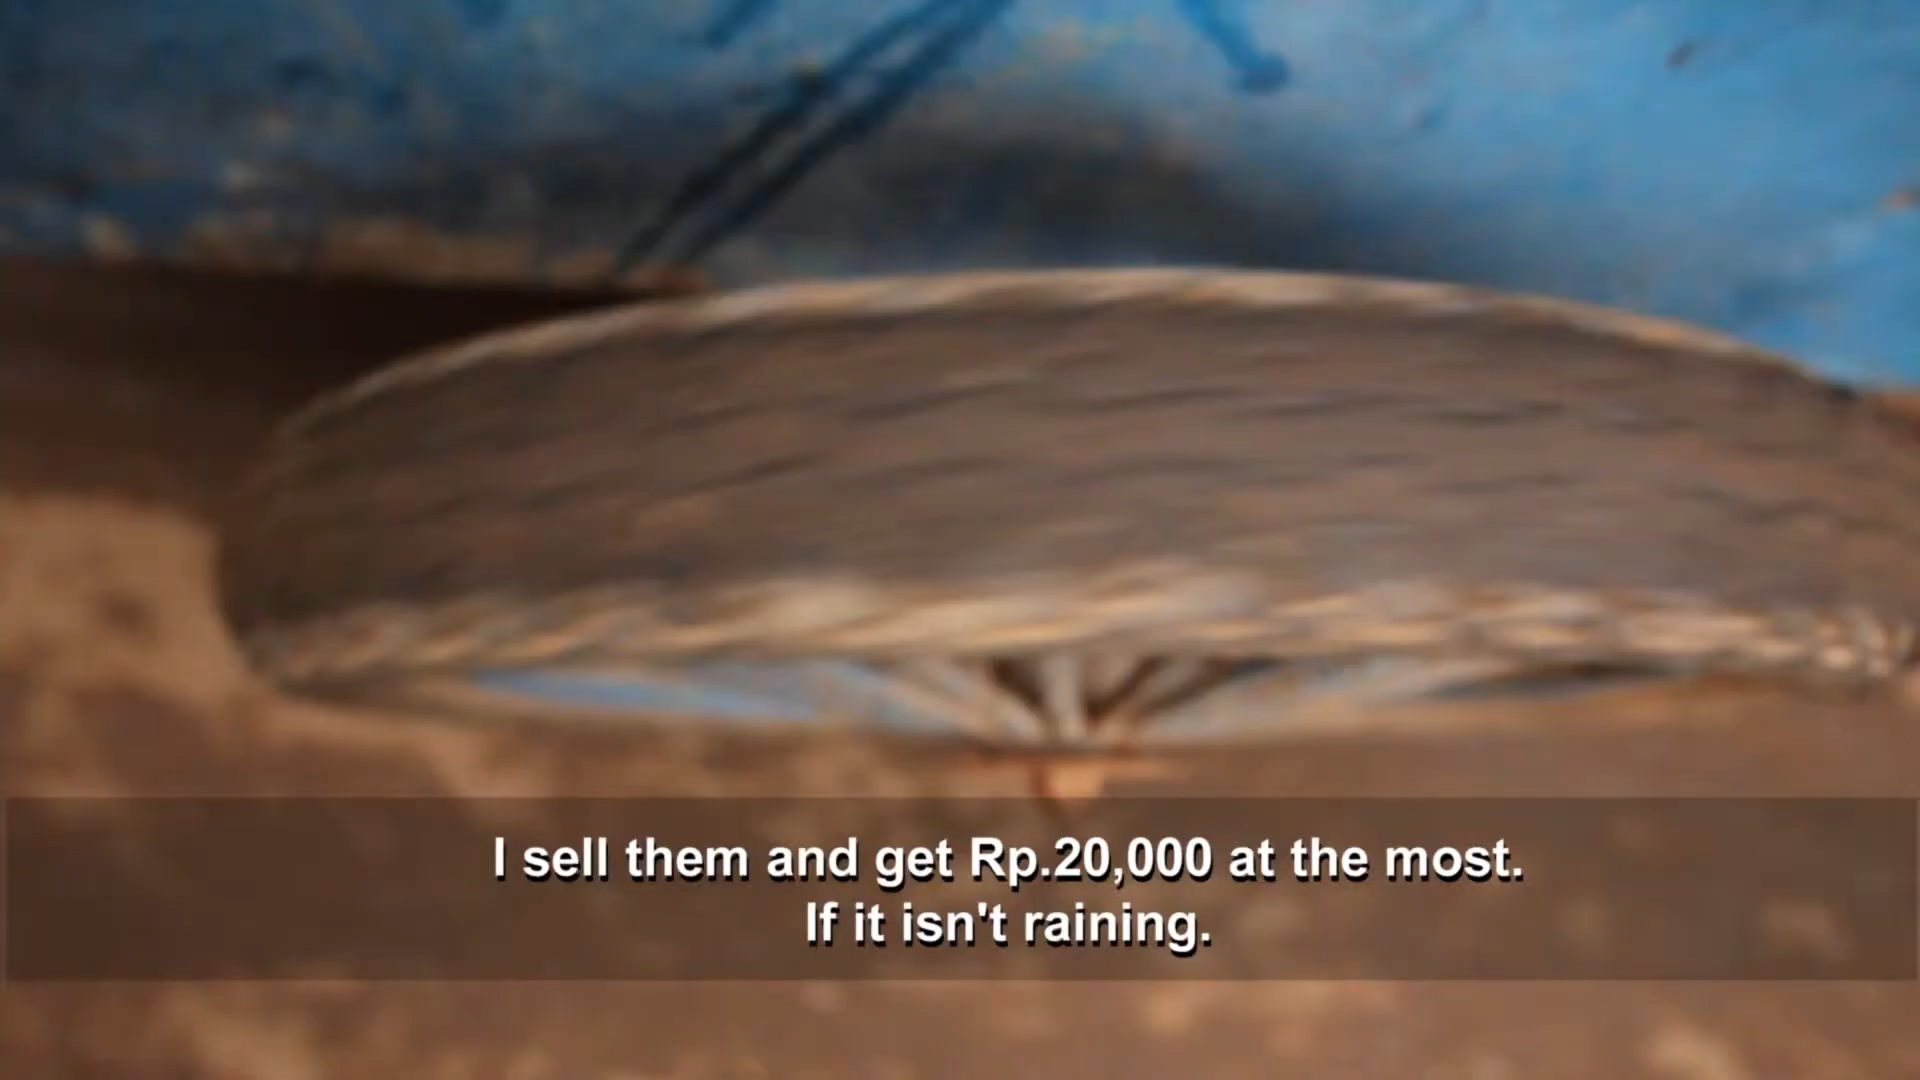 I sell them and get Rp.20,000 at the most.
If it isn't raining.